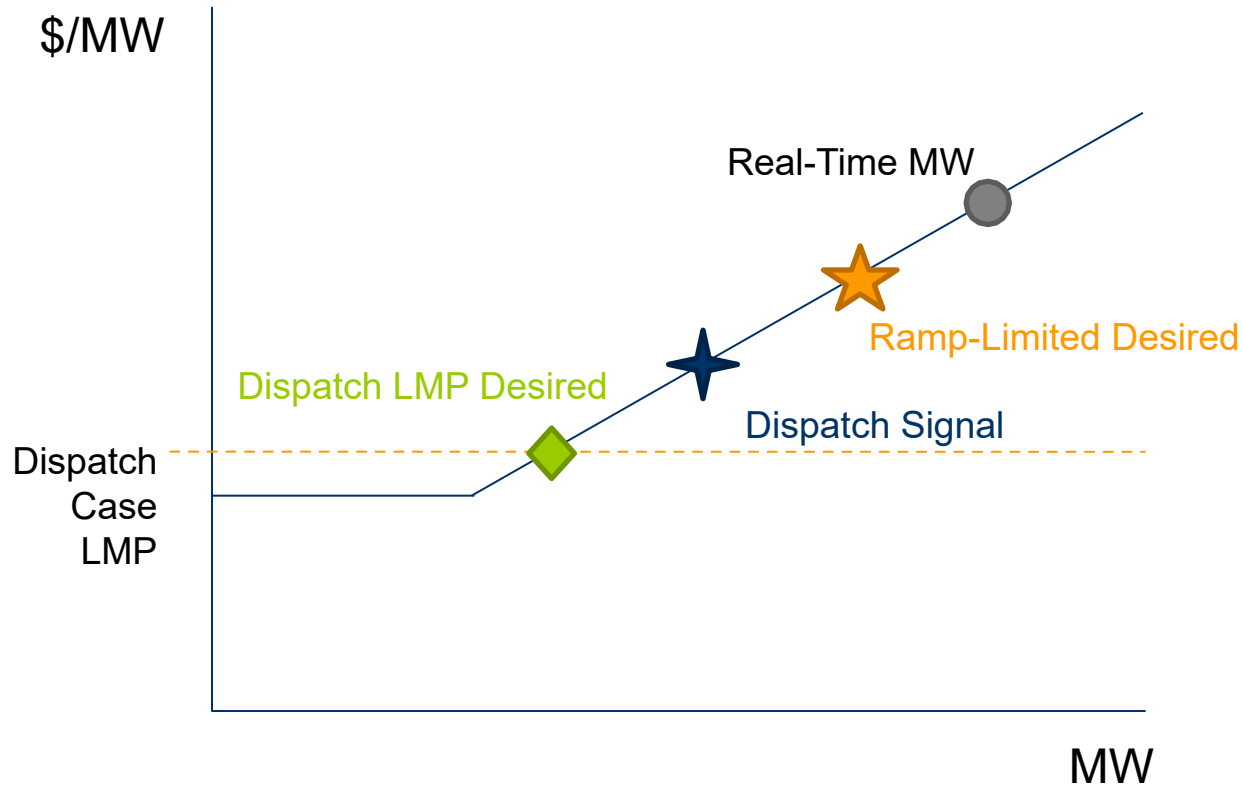 $/MW
Real-Time MW
Ramp-Limited Desired
Dispatch LMP Desired
Dispatch Signal
Dispatch
Case
LMP
MW